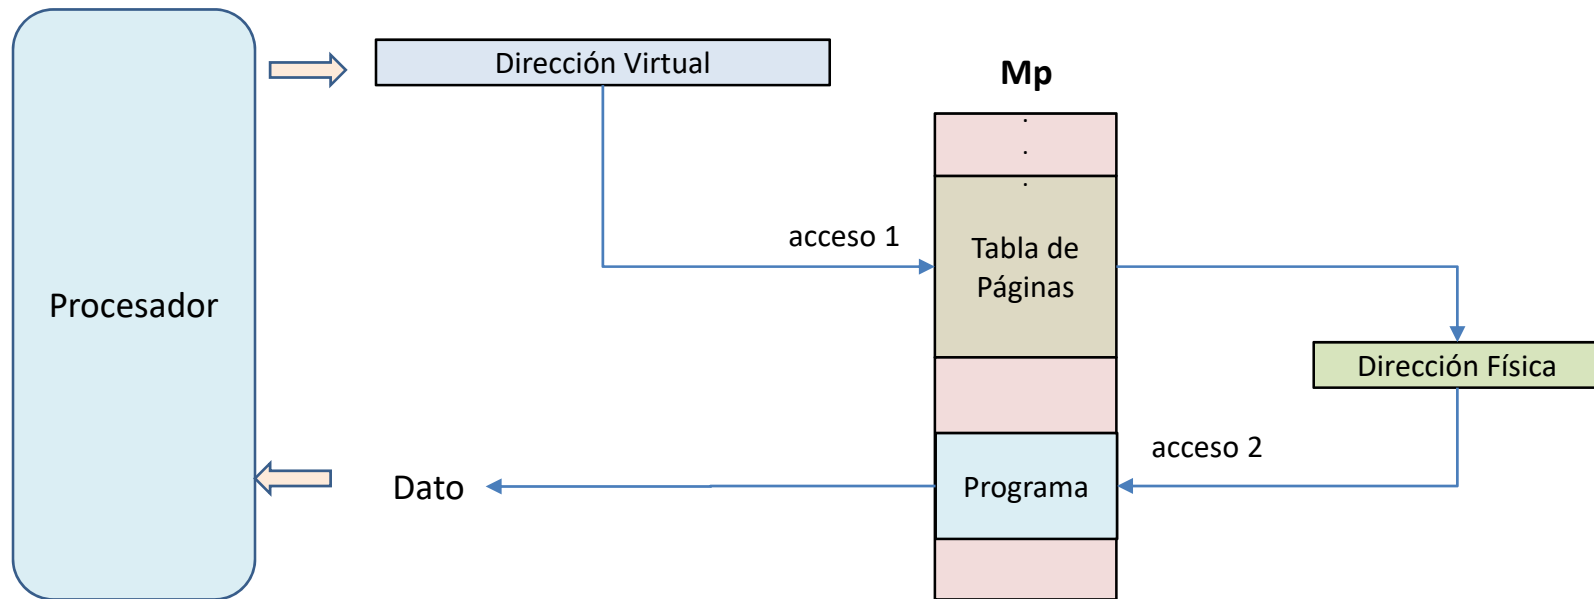 Dirección Virtual
Mp
.
.
.
acceso 1
Tabla de
Páginas
Procesador
Dirección Física
acceso 2
Dato
Programa